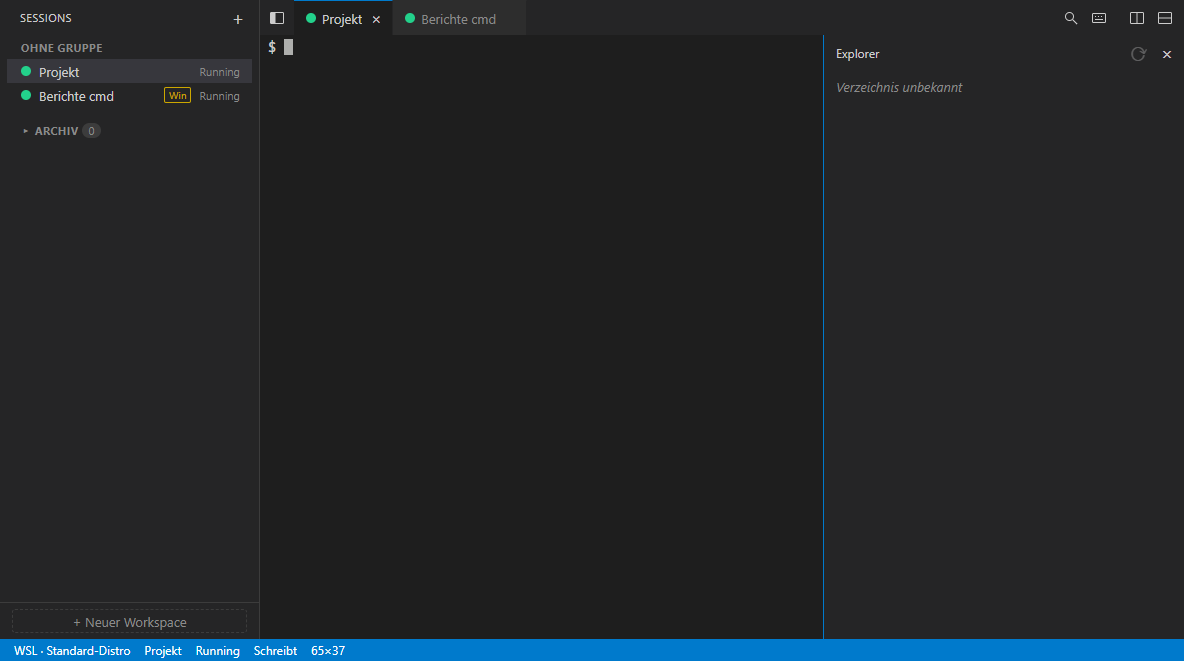 SESSIONS +
OHNE GRUPPE
Projekt Running
Berichte cmd Win Running
▸ ARCHIV 0
+ Neuer Workspace
Projekt ×
Berichte cmd
$
Explorer ×
Verzeichnis unbekannt
WSL · Standard-Distro Projekt Running Schreibt 65×37